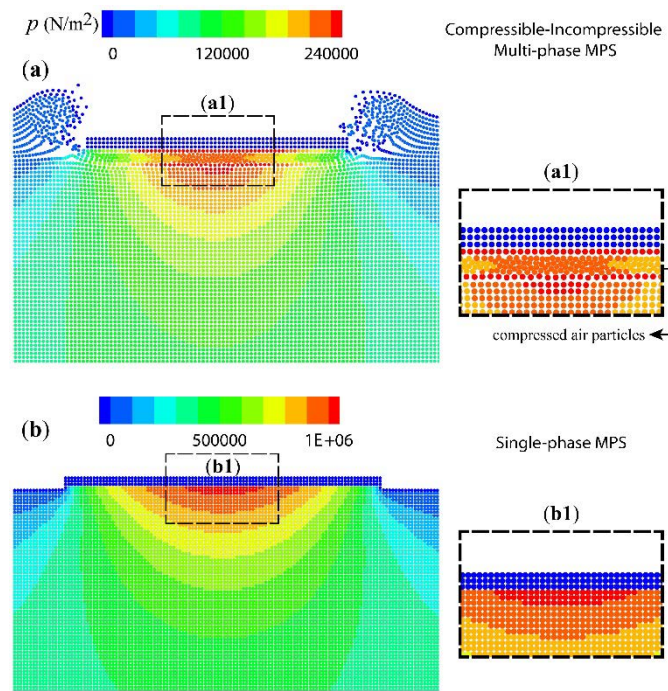 p (N/m2) 0 120000 240000
Compressible-Incompressible
Multi-phase MPS
(a)
(a1)
(a1)
compressed air particles
(b)
0 500000 1E+06
Single-phase MPS
(b1)
(b1)